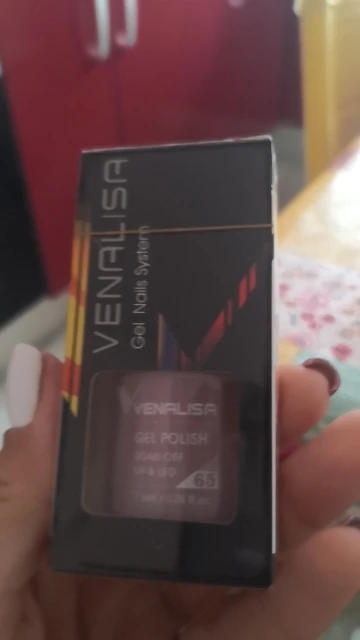 VENALISA
Gel Nails System
VENALISA
GEL POLISH
SOAK OFF
UV & LED
65